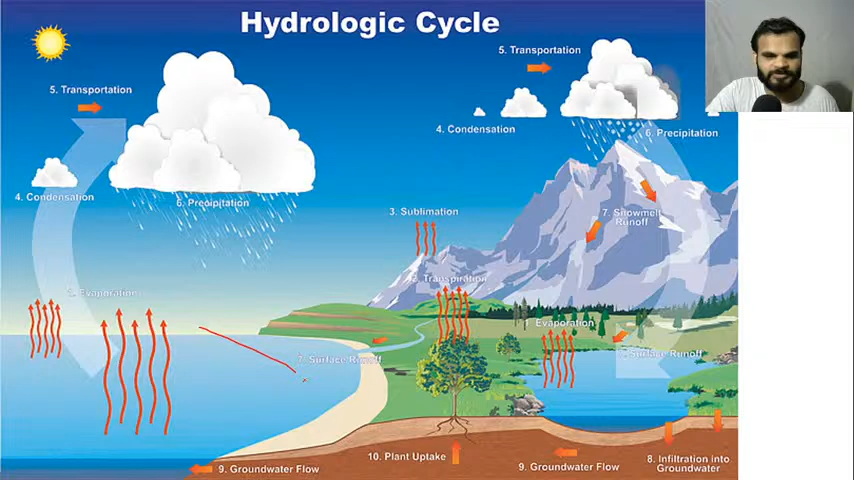 Hydrologic Cycle
5. Transportation
4. Condensation
6. Precipitation
Evaporation
7. Surface Runoff
9. Groundwater Flow
5. Transportation
4. Condensation
6. Precipitation
3. Sublimation
7. Snowmelt
Runoff
2. Transpiration
1 Evaporation
Surface Runoff
10. Plant Uptake
9. Groundwater Flow
8. Infiltration into
Groundwater